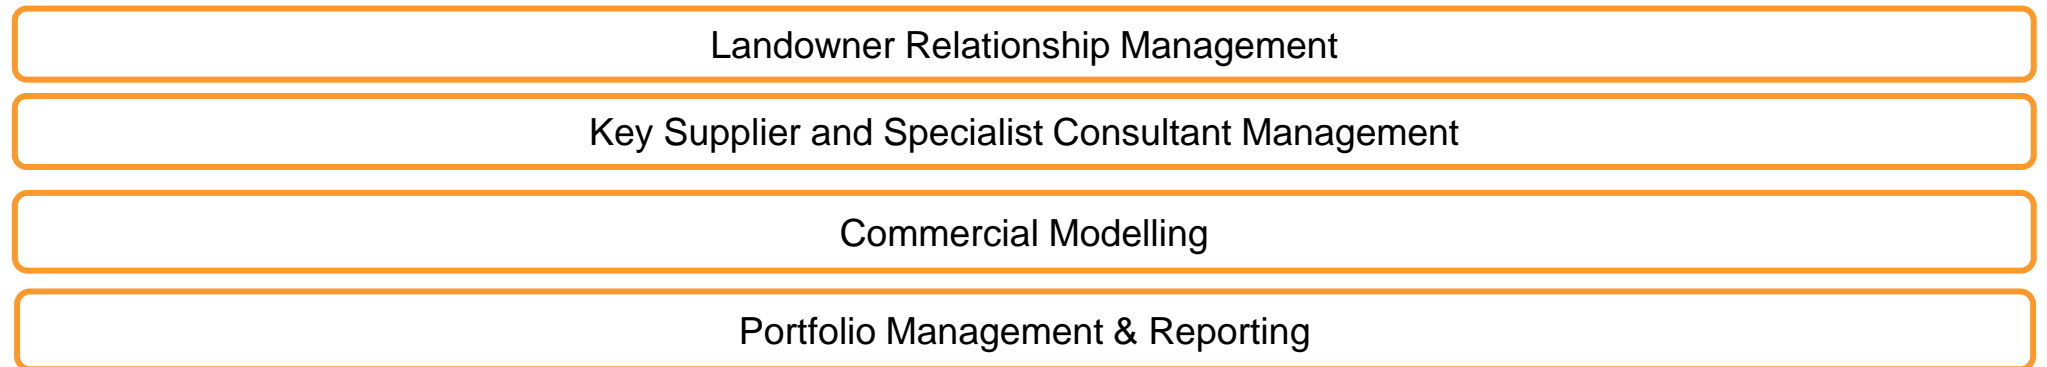 Landowner Relationship Management
Key Supplier and Specialist Consultant Management
Commercial Modelling
Portfolio Management & Reporting